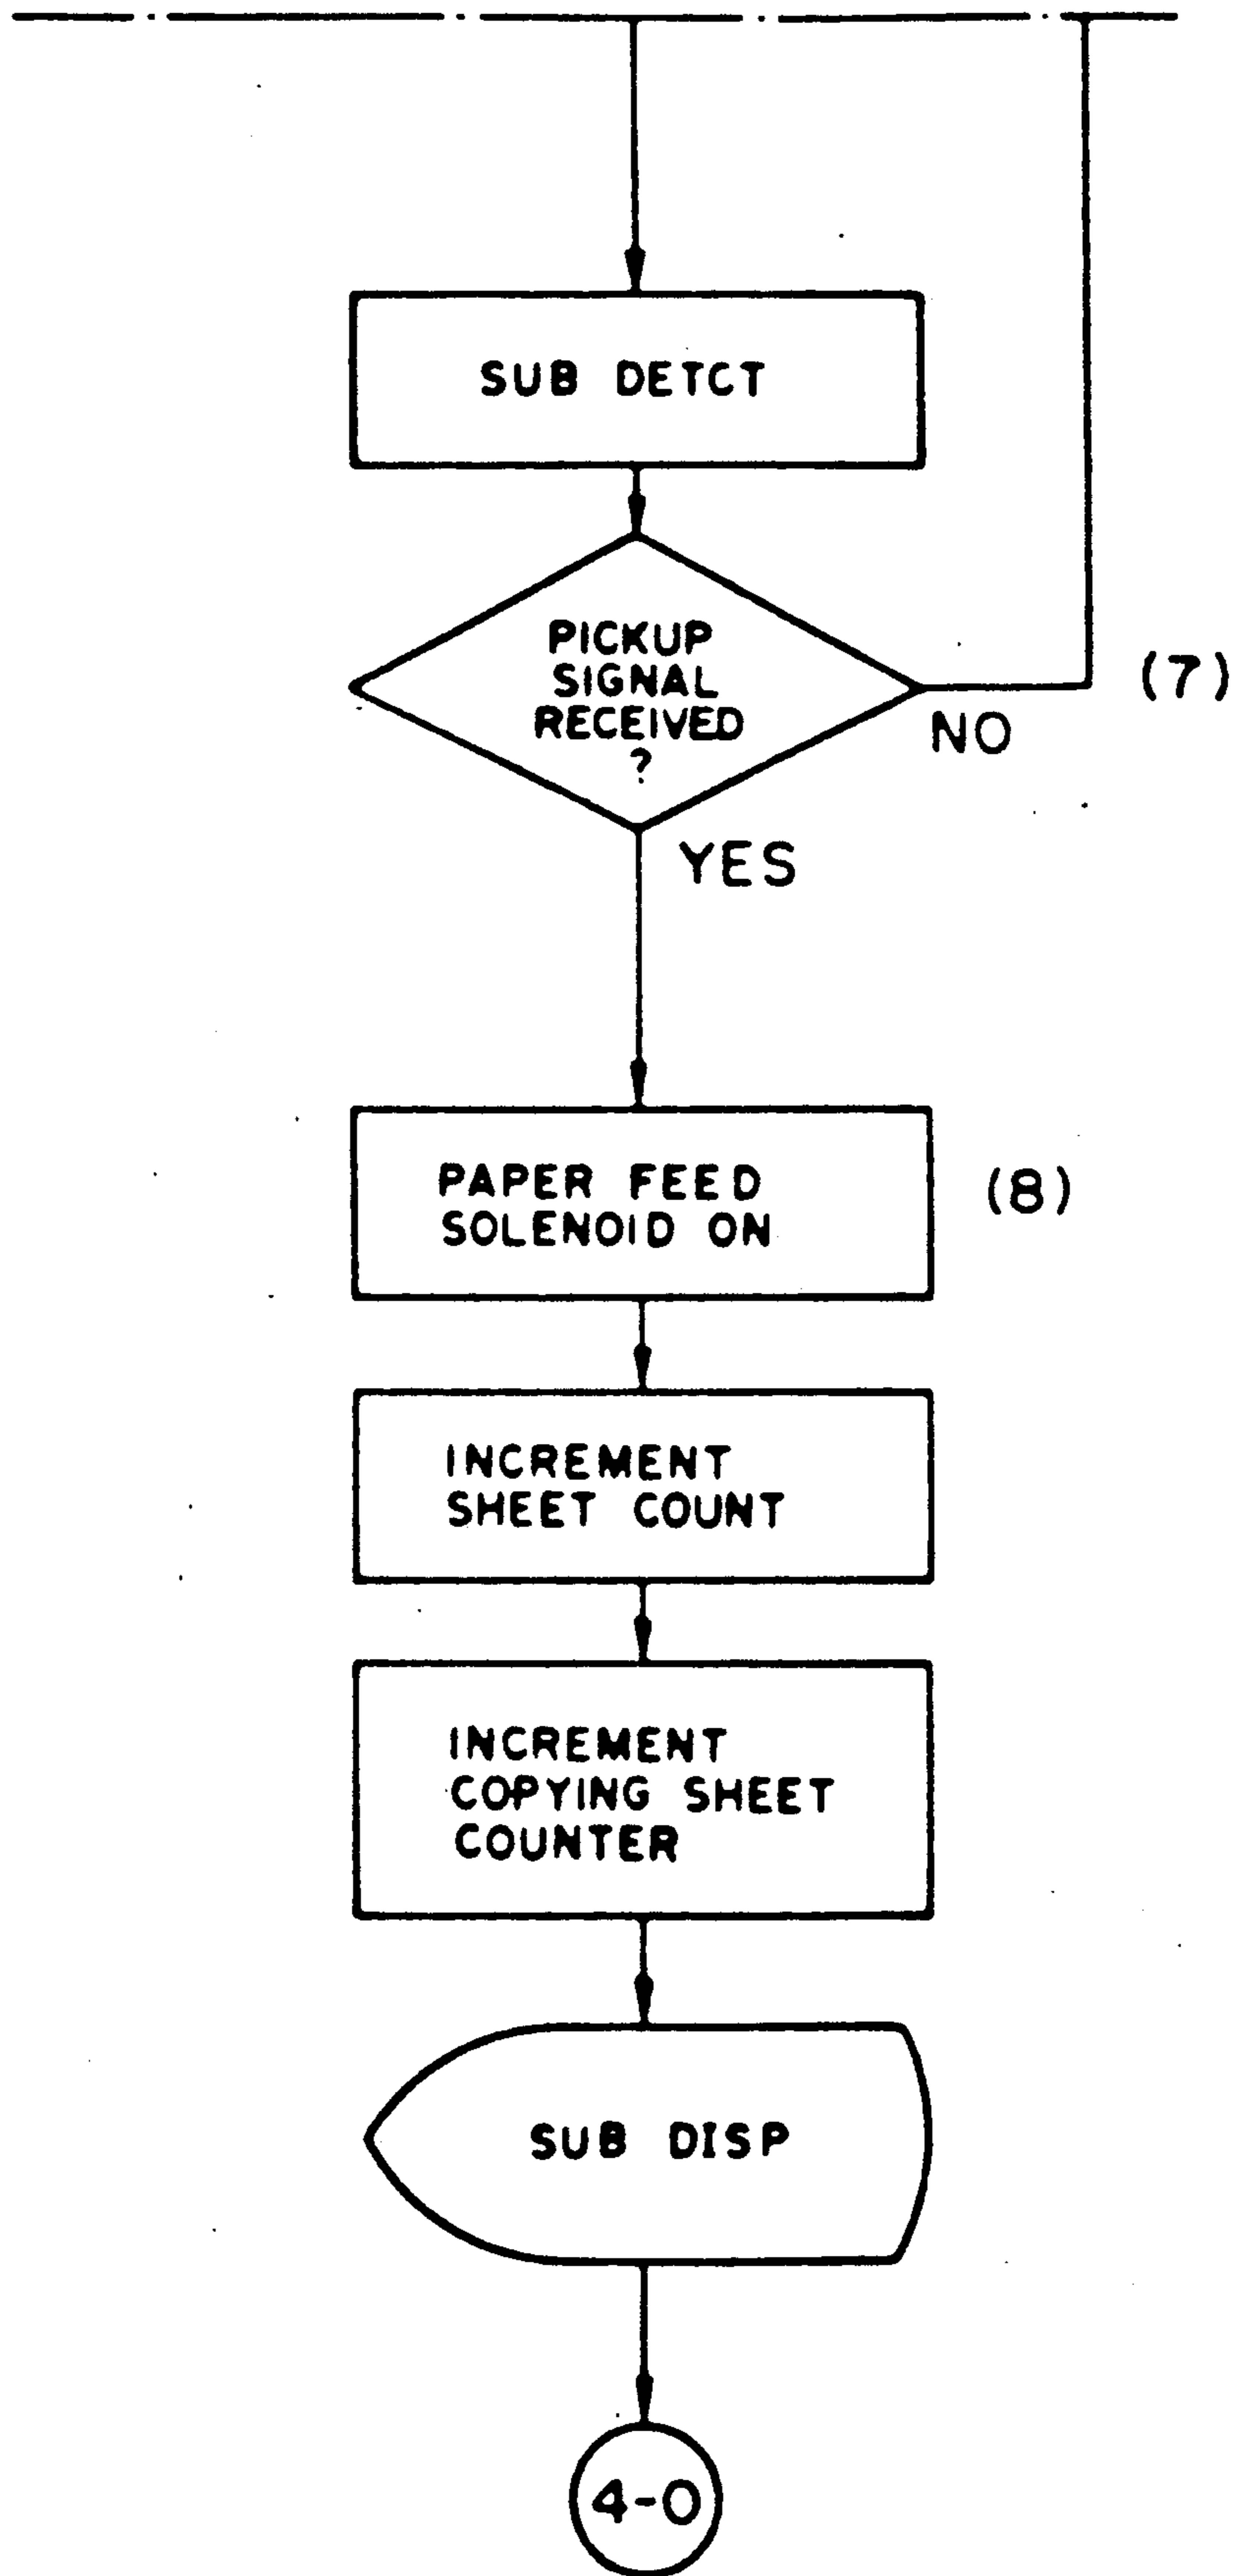 SUB DETCT
PICKUP
SIGNAL
RECEIVED
?
(7)
NO
YES
PAPER FEED
SOLENOID ON
(8)
INCREMENT
SHEET COUNT
INCREMENT
COPYING SHEET
COUNTER
SUB DISP
4-0